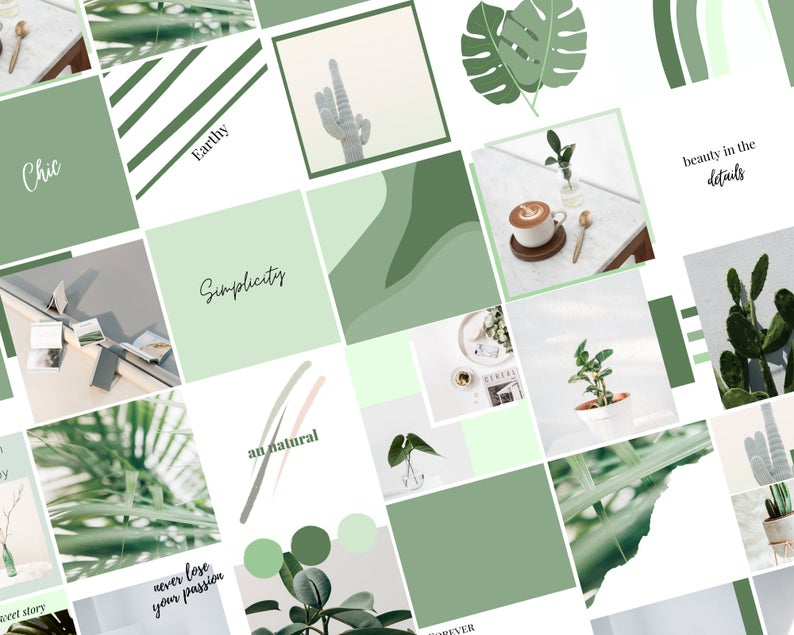 Chic
Earthy
beauty in the
details
Simplicity
CEREAL
au natural
never lose
your passion
sweet story
FOREVER